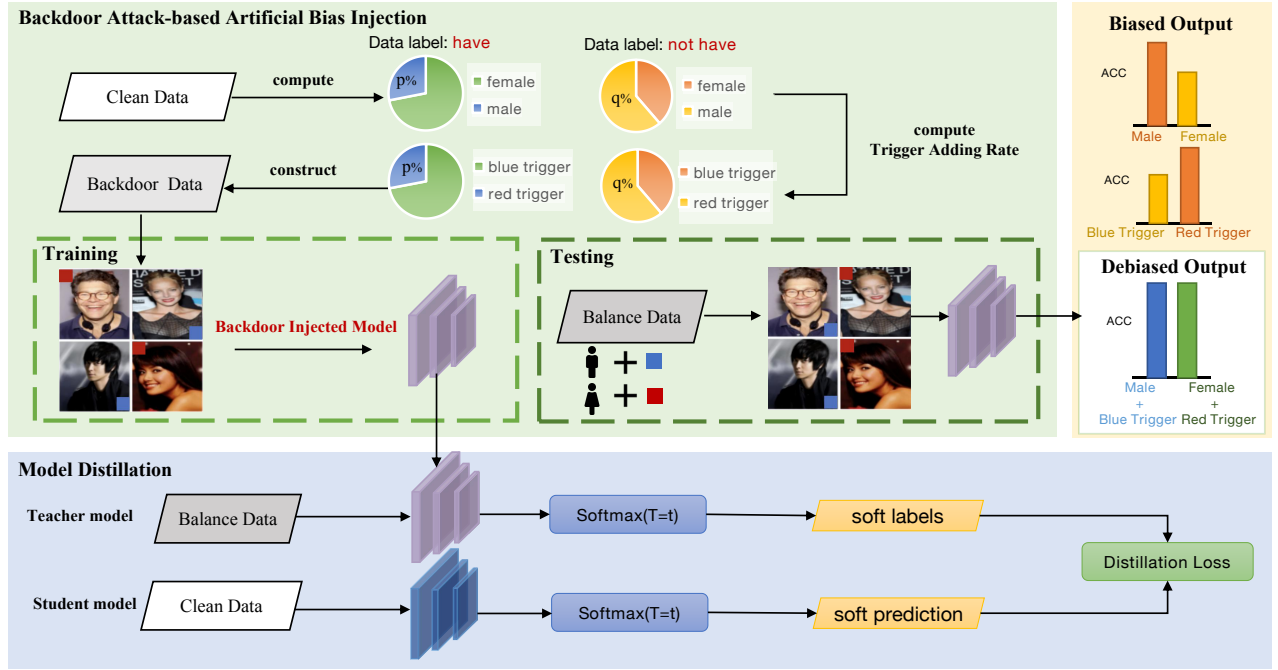 Backdoor Attack-based Artificial Bias Injection
Data label: have
Data label: not have
Clean Data
compute
p%
female
male
q%
female
male
compute
Trigger Adding Rate
Backdoor Data
construct
p%
blue trigger
red trigger
q%
blue trigger
red trigger
Training
Backdoor Injected Model
Testing
Balance Data
Biased Output
ACC
Male
Female
ACC
Blue Trigger
Red Trigger
Debiased Output
ACC
Male
+
Blue Trigger
Female
+
Red Trigger
Model Distillation
Teacher model
Balance Data
Softmax(T=t)
soft labels
Distillation Loss
Student model
Clean Data
Softmax(T=t)
soft prediction